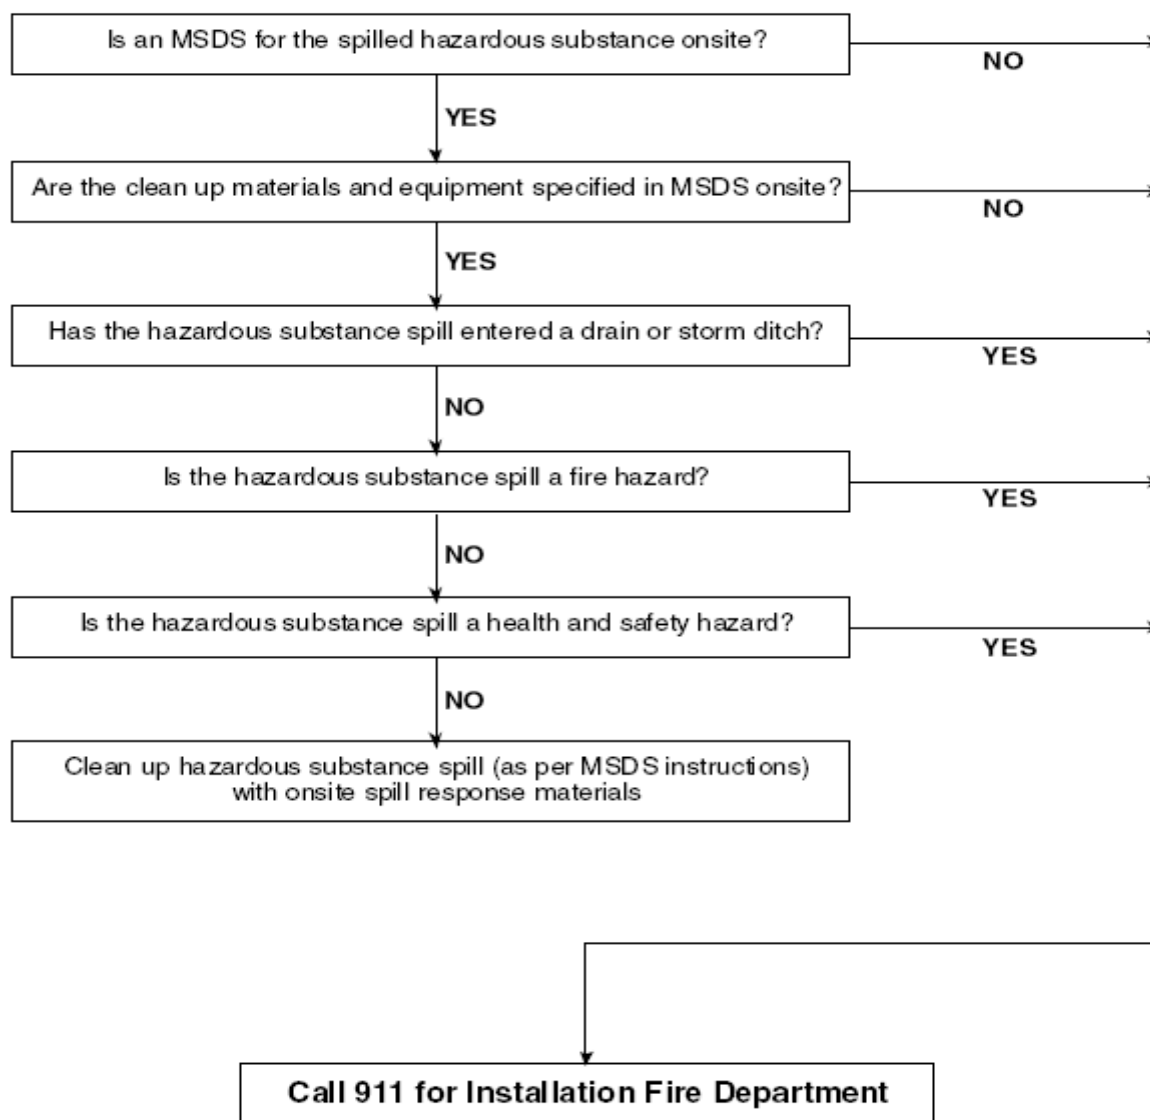 Is an MSDS for the spilled hazardous substance onsite?
NO
YES
Are the clean up materials and equipment specified in MSDS onsite?
NO
YES
Has the hazardous substance spill entered a drain or storm ditch?
YES
NO
Is the hazardous substance spill a fire hazard?
YES
NO
Is the hazardous substance spill a health and safety hazard?
YES
NO
Clean up hazardous substance spill (as per MSDS instructions)
with onsite spill response materials
Call 911 for Installation Fire Department